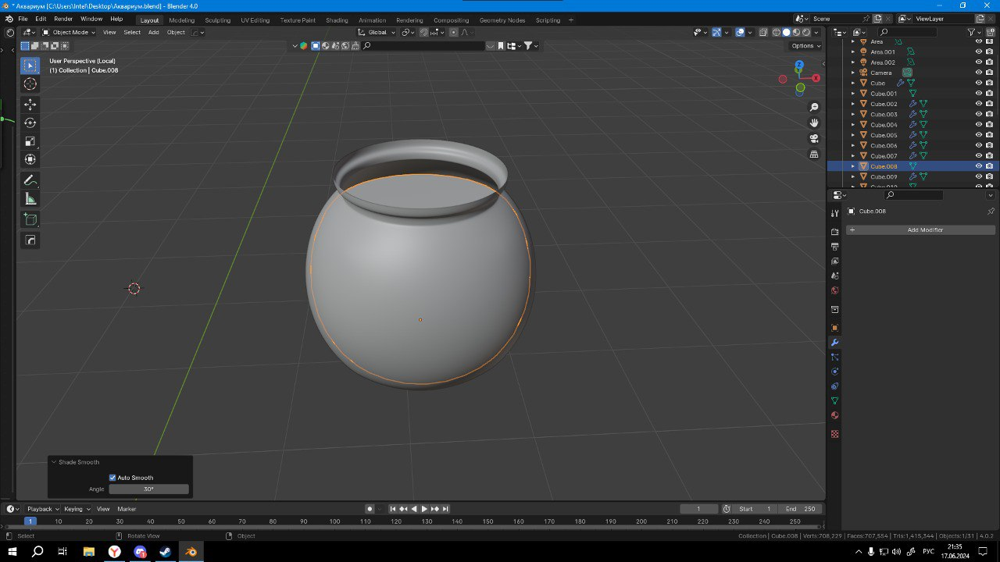 * Аквариум [C:\Users\Intel\Desktop\Аквариум.blend] - Blender 4.0
File Edit Render Window Help Layout Modeling Sculpting UV Editing Texture Paint Shading Animation Rendering Compositing Geometry Nodes Scripting + Scene ViewLayer
Object Mode View Select Add Object Global
Options
User Perspective (Local)
(1) Collection | Cube.008
Z
X
Area
Area.001
Area.002
Camera
Cube
Cube.001
Cube.002
Cube.003
Cube.004
Cube.005
Cube.006
Cube.007
Cube.008
Cube.009
Cube.008
+ Add Modifier
Shade Smooth
Auto Smooth
Angle 30°
Playback Keying View Marker 1 Start 1 End 250
1 10 20 30 40 50 60 70 80 90 100 110 120 130 140 150 160 170 180 190 200 210 220 230 240 250
Select Rotate View Object Collection | Cube.008 | Verts:708,229 | Faces:707,554 | Tris:1,415,344 | Objects:1/31 | 4.0.2
РУС
21:35
17.06.2024